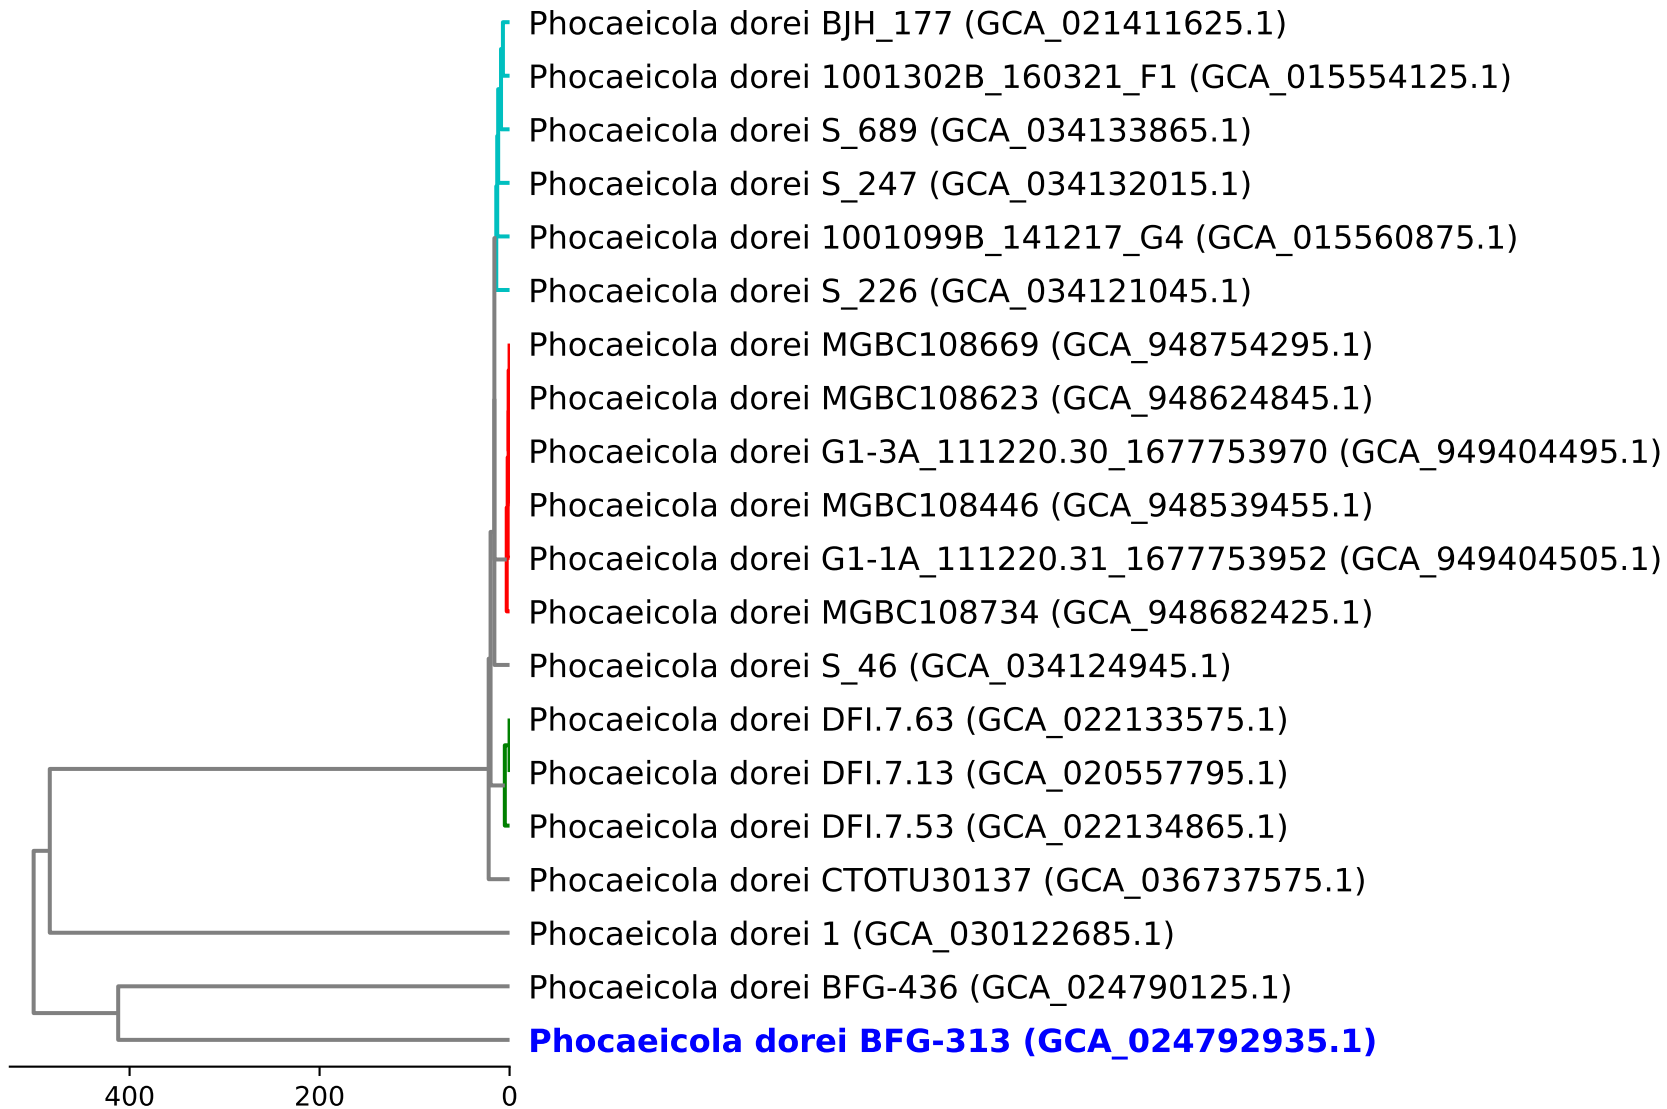 Phocaeicola dorei BJH_177 (GCA_021411625.1)
Phocaeicola dorei 1001302B_160321_F1 (GCA_015554125.1)
Phocaeicola dorei S_689 (GCA_034133865.1)
Phocaeicola dorei S_247 (GCA_034132015.1)
Phocaeicola dorei 1001099B_141217_G4 (GCA_015560875.1)
Phocaeicola dorei S_226 (GCA_034121045.1)
Phocaeicola dorei MGBC108669 (GCA_948754295.1)
Phocaeicola dorei MGBC108623 (GCA_948624845.1)
Phocaeicola dorei G1-3A_111220.30_1677753970 (GCA_949404495.1)
Phocaeicola dorei MGBC108446 (GCA_948539455.1)
Phocaeicola dorei G1-1A_111220.31_1677753952 (GCA_949404505.1)
Phocaeicola dorei MGBC108734 (GCA_948682425.1)
Phocaeicola dorei S_46 (GCA_034124945.1)
Phocaeicola dorei DFI.7.63 (GCA_022133575.1)
Phocaeicola dorei DFI.7.13 (GCA_020557795.1)
Phocaeicola dorei DFI.7.53 (GCA_022134865.1)
Phocaeicola dorei CTOTU30137 (GCA_036737575.1)
Phocaeicola dorei 1 (GCA_030122685.1)
Phocaeicola dorei BFG-436 (GCA_024790125.1)
Phocaeicola dorei BFG-313 (GCA_024792935.1)
400 200 0